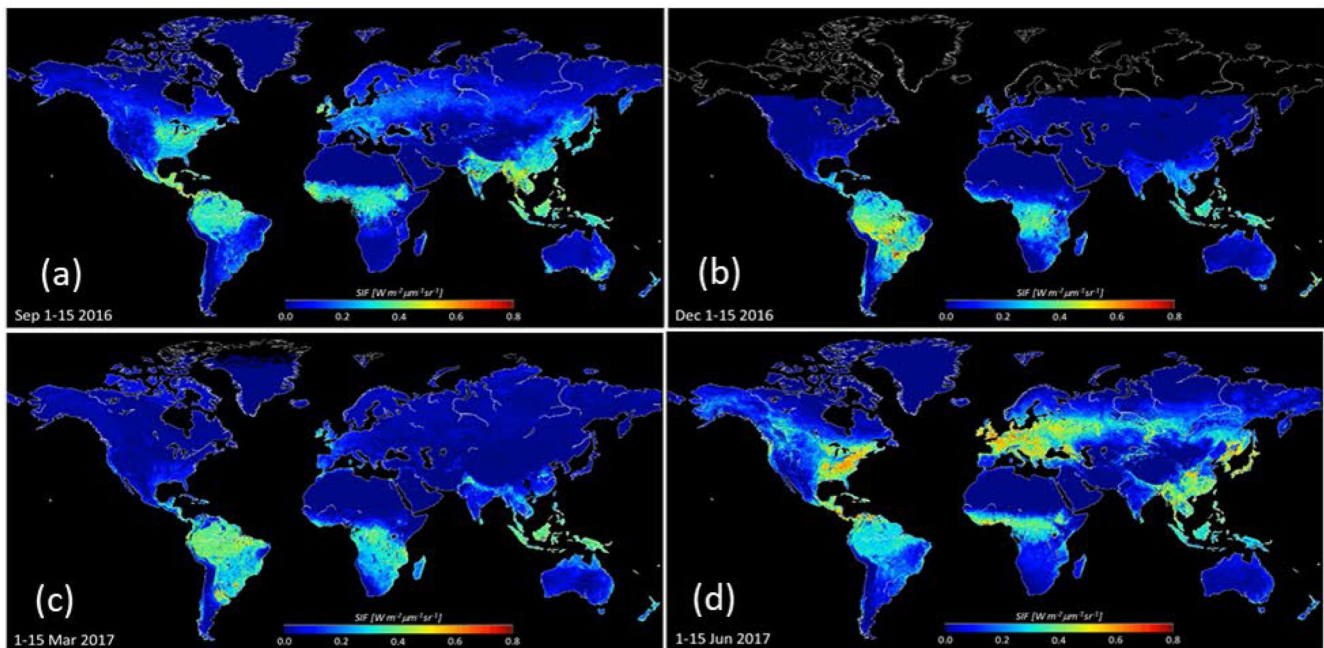 (a)
SIF [W m⁻² μm⁻¹ sr⁻¹]
0.0 0.2 0.4 0.6 0.8
Sep 1-15 2016
(b)
SIF [W m⁻² μm⁻¹ sr⁻¹]
0.0 0.2 0.4 0.6 0.8
Dec 1-15 2016
(c)
SIF [W m⁻² μm⁻¹ sr⁻¹]
0.0 0.2 0.4 0.6 0.8
1-15 Mar 2017
(d)
SIF [W m⁻² μm⁻¹ sr⁻¹]
0.0 0.2 0.4 0.6 0.8
1-15 Jun 2017